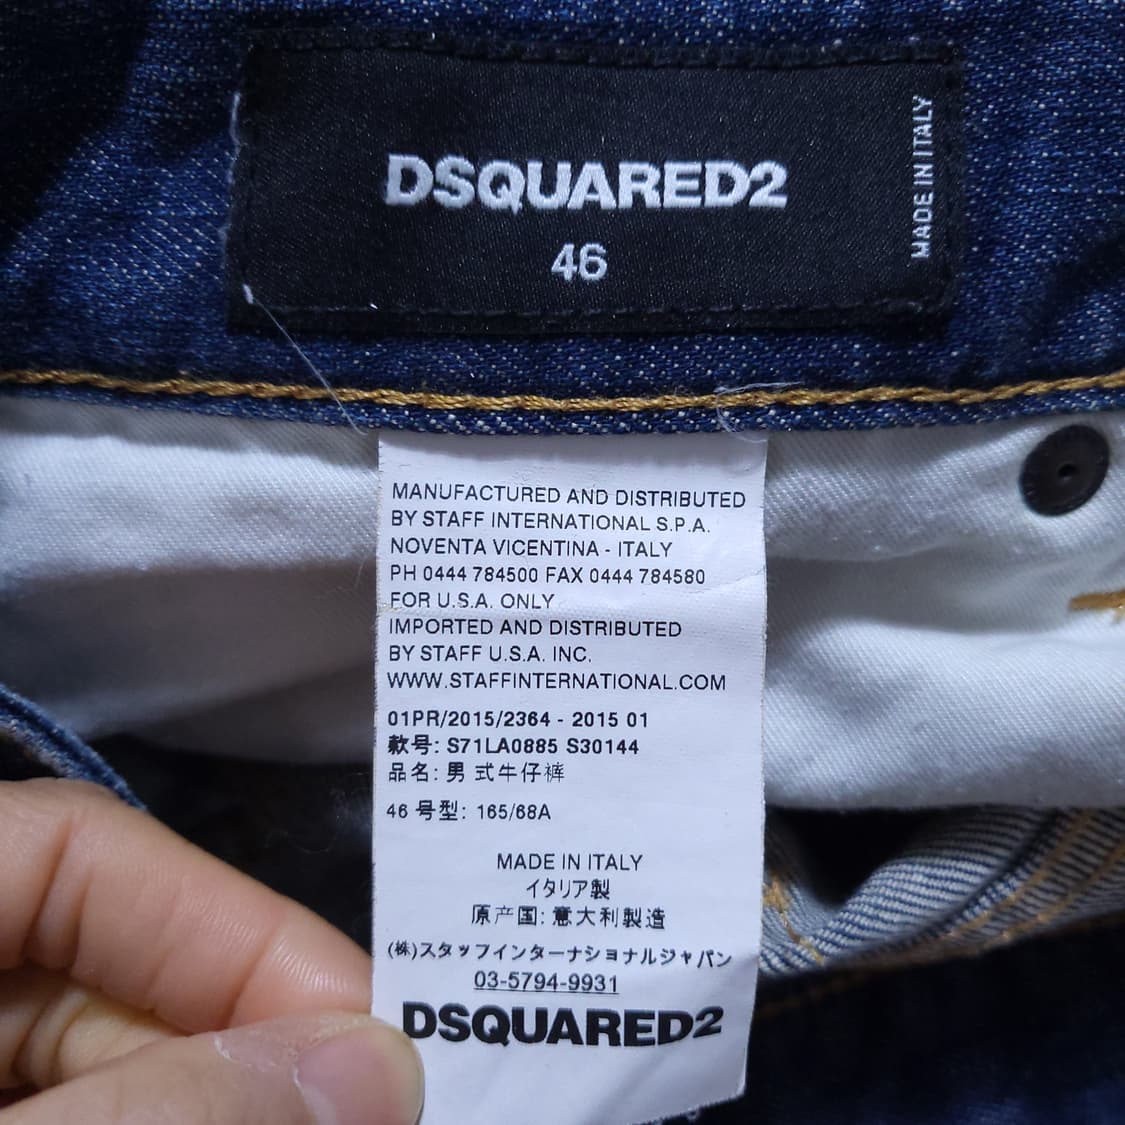 DSQUARED2
46
MADE IN ITALY
MANUFACTURED AND DISTRIBUTED
BY STAFF INTERNATIONAL S.P.A.
NOVENTA VICENTINA - ITALY
PH 0444 784500 FAX 0444 784580
FOR U.S.A. ONLY
IMPORTED AND DISTRIBUTED
BY STAFF U.S.A. INC.
WWW.STAFFINTERNATIONAL.COM
01PR/2015/2364 - 2015 01
款号: S71LA0885 S30144
品名: 男式牛仔裤
46 号型: 165/68A
MADE IN ITALY
イタリア製
原产国: 意大利製造
(株)スタッフインターナショナルジャパン
03-5794-9931
DSQUARED2